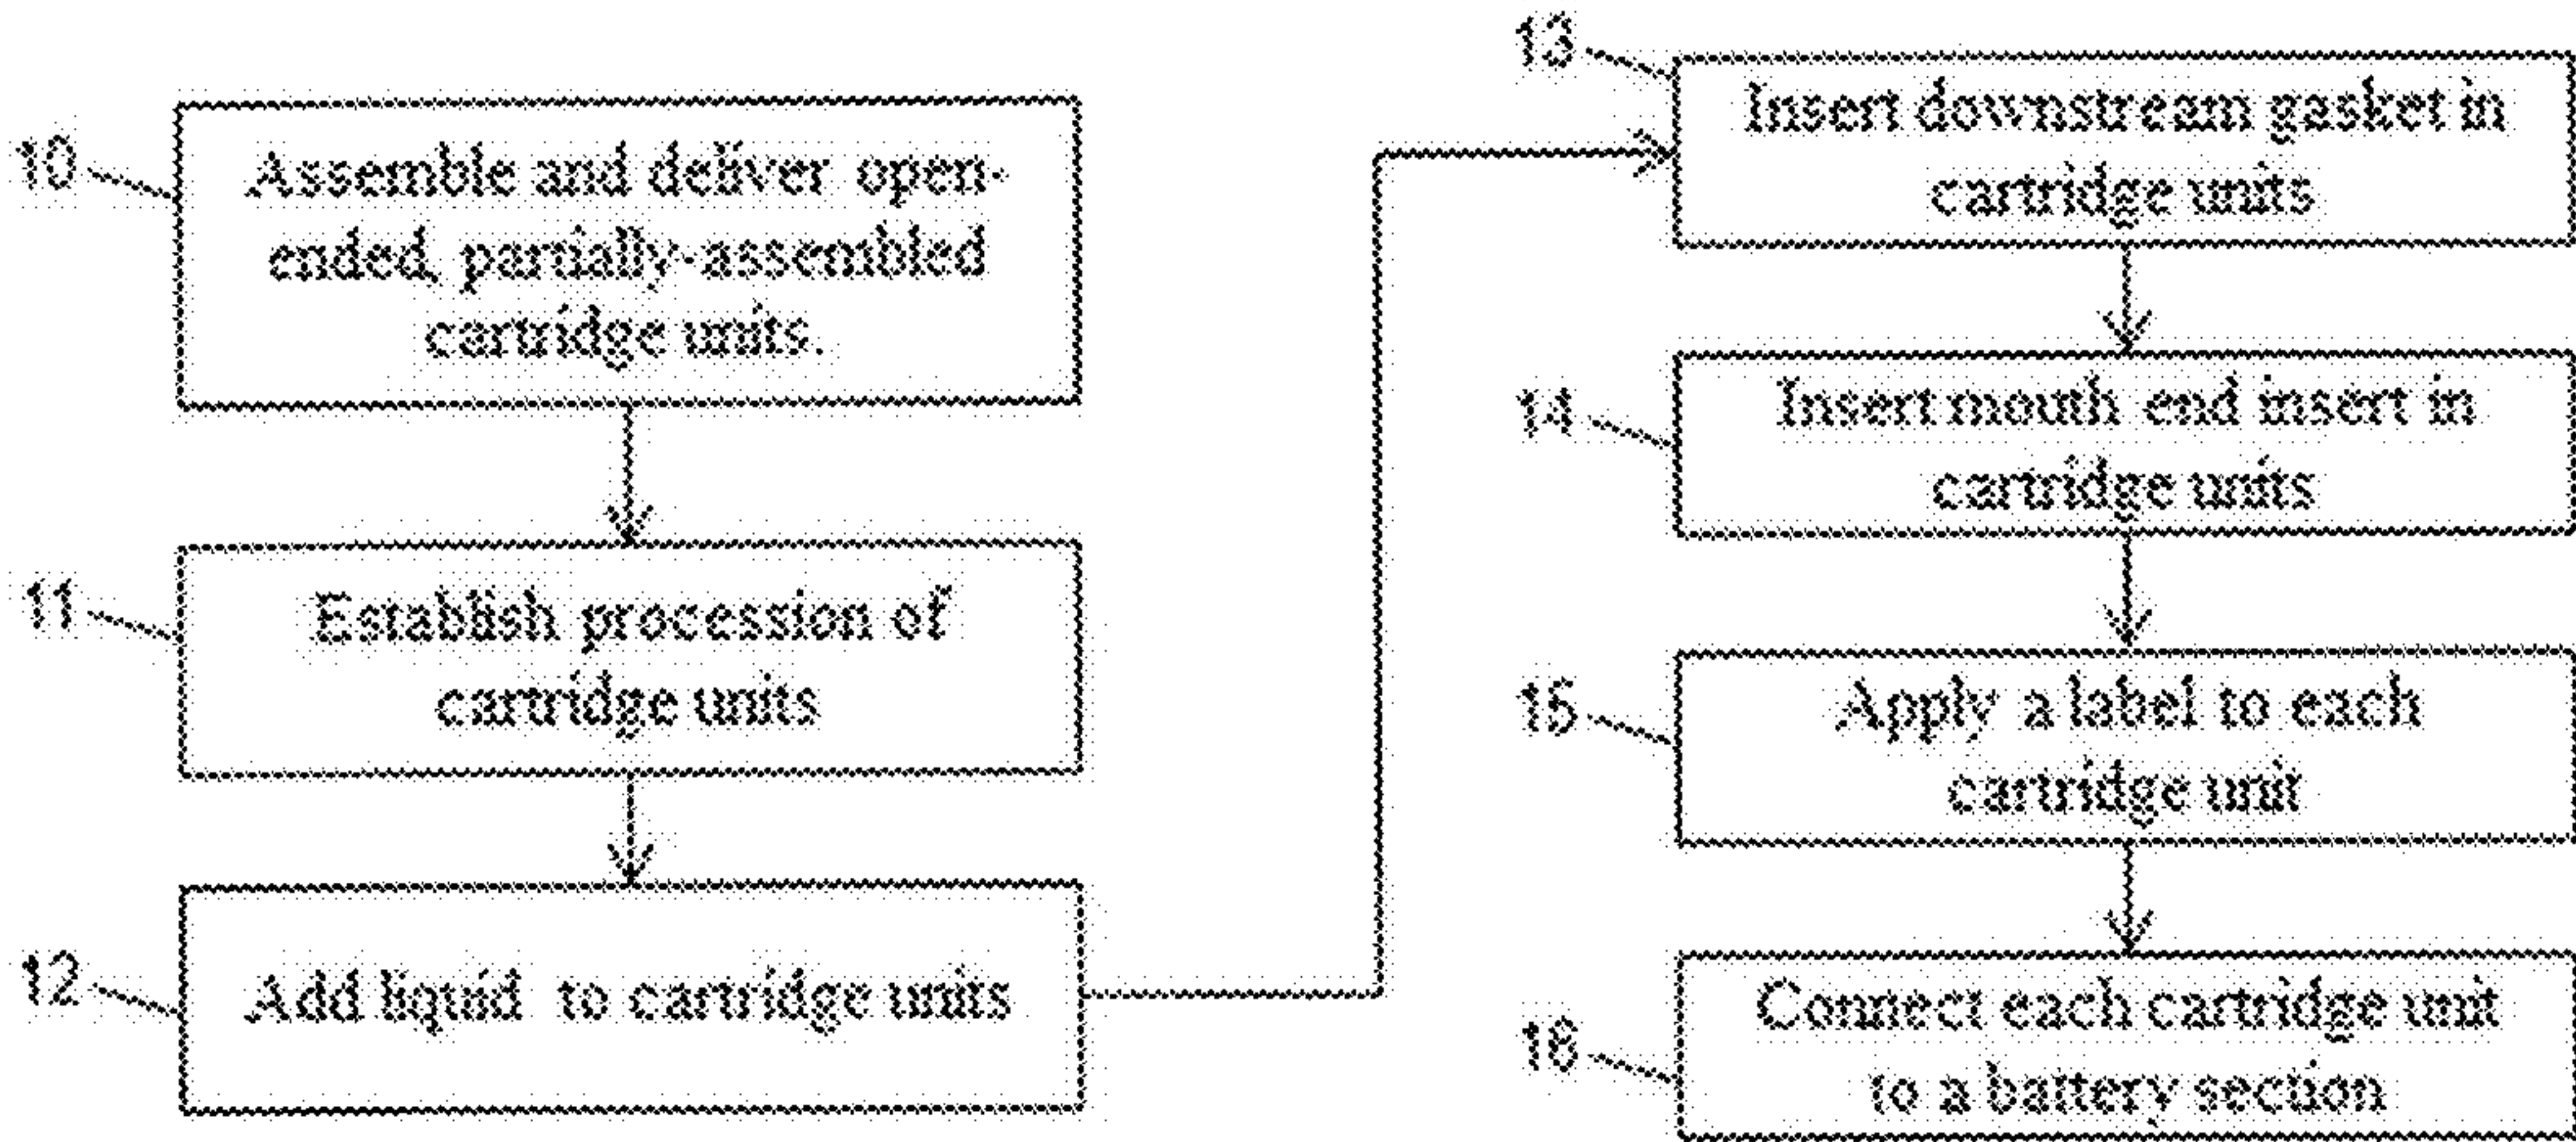 10
Assemble and deliver open-
ended, partially-assembled
cartridge units.
11
Establish procession of
cartridge units
12
Add liquid to cartridge units
13
Insert downstream gasket in
cartridge units
14
Insert mouth end insert in
cartridge units
15
Apply a label to each
cartridge unit
16
Connect each cartridge unit
to a battery section